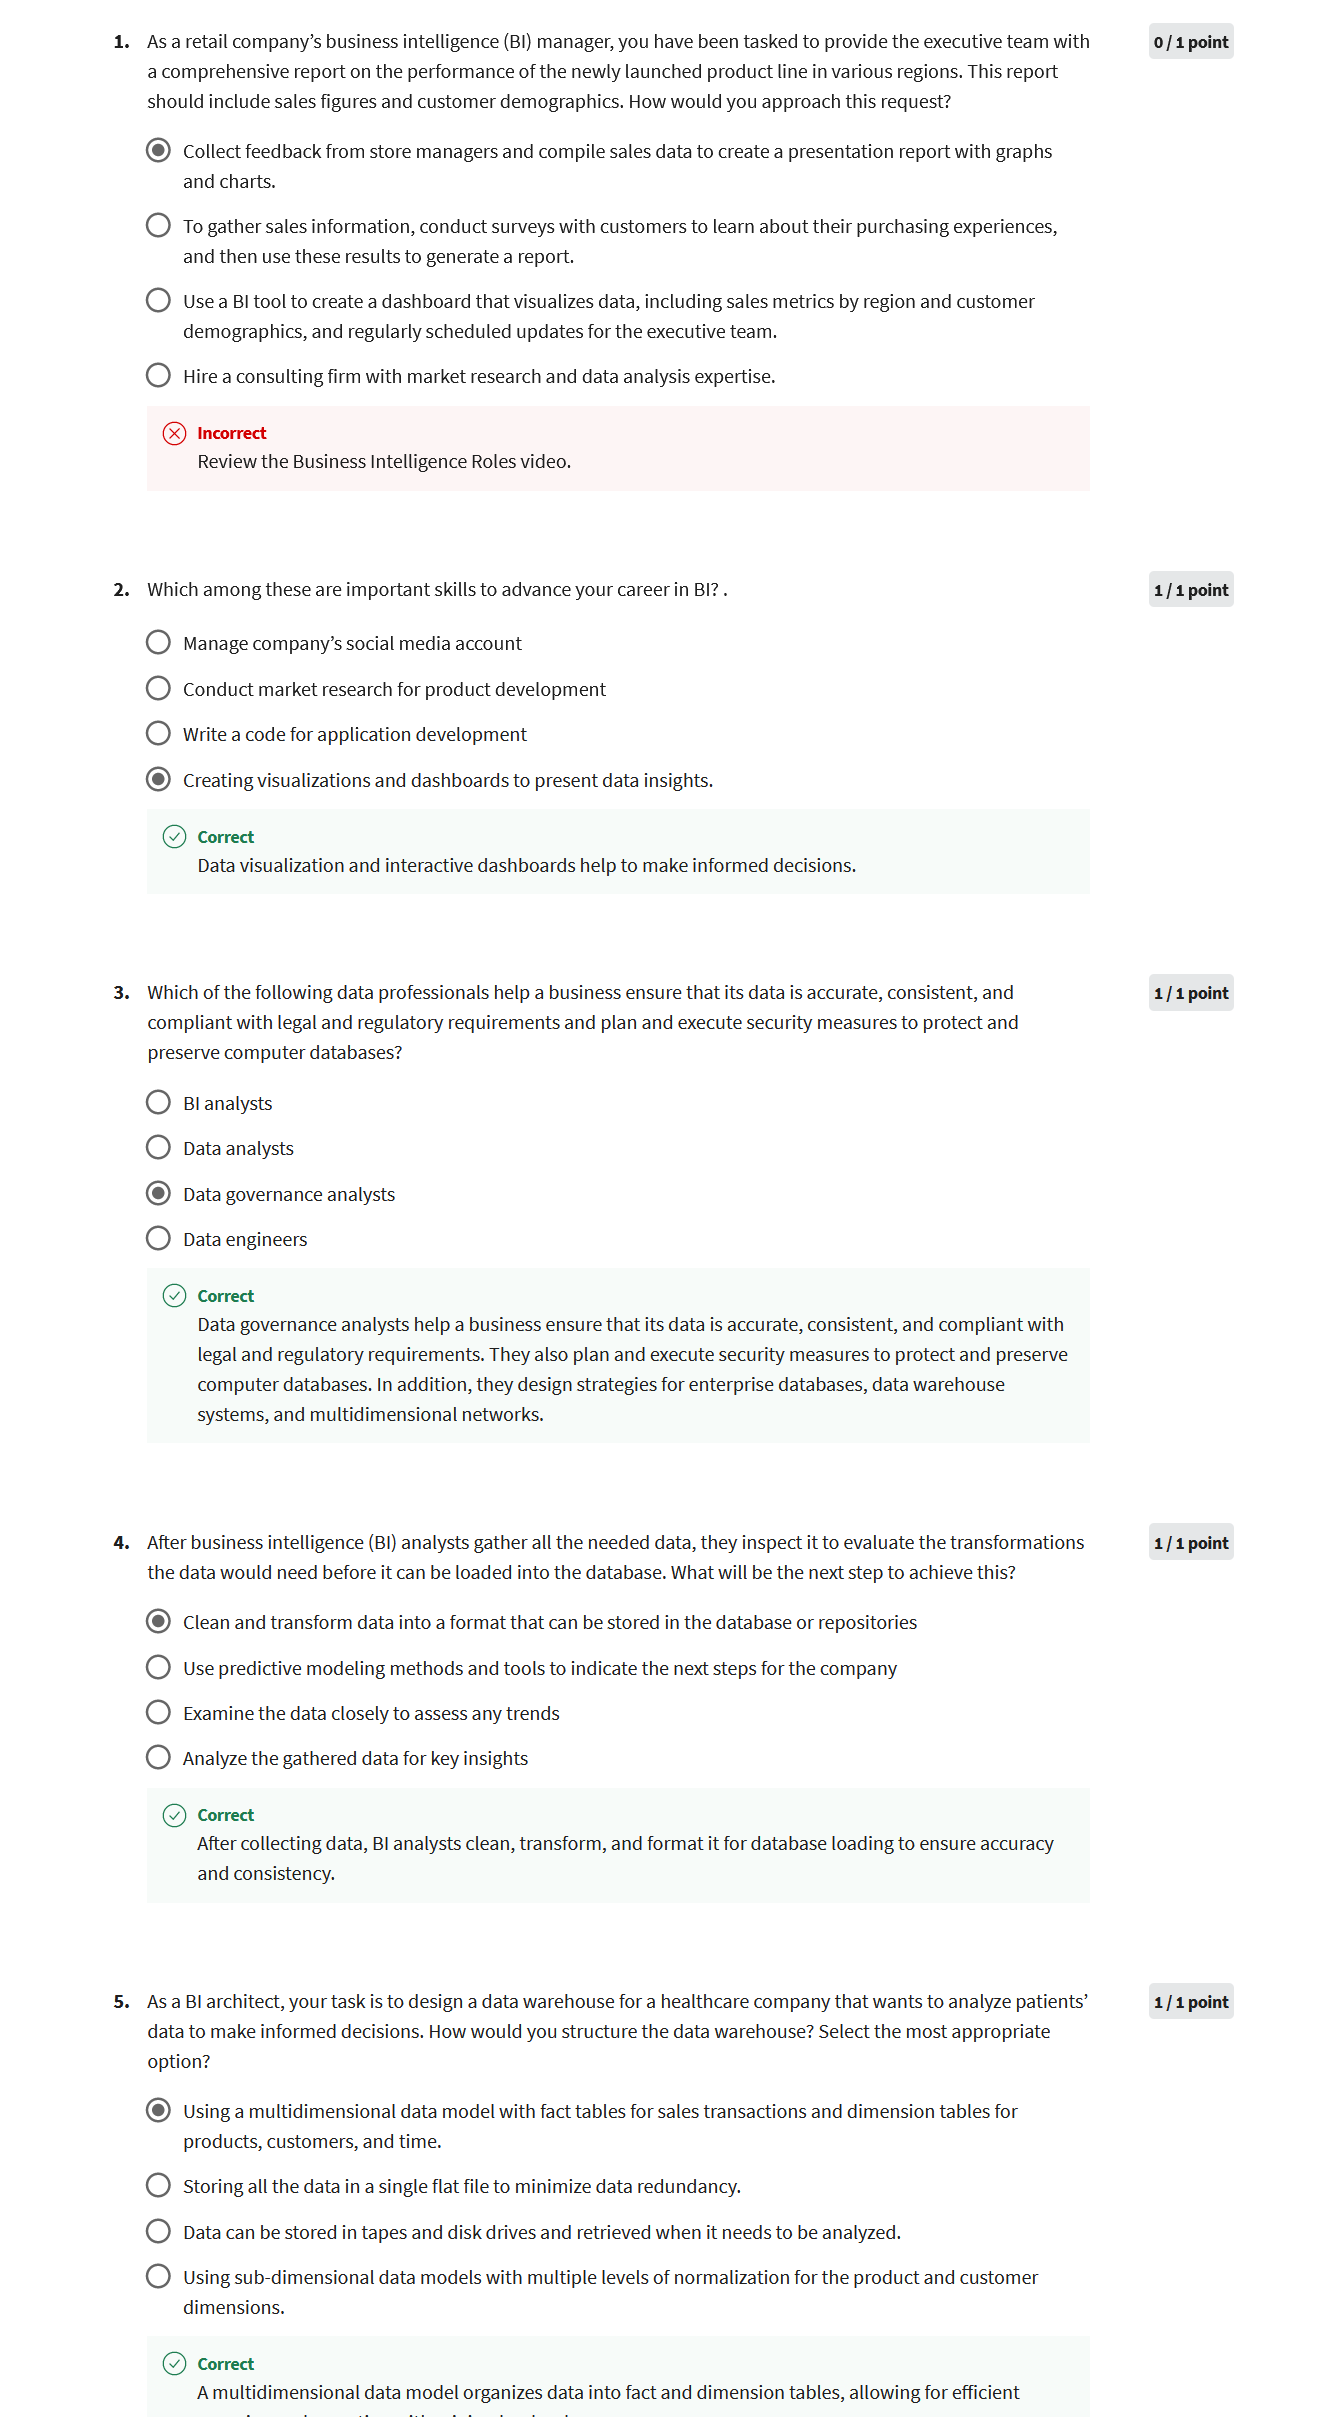 1. As a retail company’s business intelligence (BI) manager, you have been tasked to provide the executive team with
0 / 1 point
a comprehensive report on the performance of the newly launched product line in various regions. This report
should include sales figures and customer demographics. How would you approach this request?
Collect feedback from store managers and compile sales data to create a presentation report with graphs
and charts.
To gather sales information, conduct surveys with customers to learn about their purchasing experiences,
and then use these results to generate a report.
Use a BI tool to create a dashboard that visualizes data, including sales metrics by region and customer
demographics, and regularly scheduled updates for the executive team.
Hire a consulting firm with market research and data analysis expertise.
Incorrect
Review the Business Intelligence Roles video.
2. Which among these are important skills to advance your career in BI? .
1 / 1 point
Manage company’s social media account
Conduct market research for product development
Write a code for application development
Creating visualizations and dashboards to present data insights.
Correct
Data visualization and interactive dashboards help to make informed decisions.
3. Which of the following data professionals help a business ensure that its data is accurate, consistent, and
1 / 1 point
compliant with legal and regulatory requirements and plan and execute security measures to protect and
preserve computer databases?
BI analysts
Data analysts
Data governance analysts
Data engineers
Correct
Data governance analysts help a business ensure that its data is accurate, consistent, and compliant with
legal and regulatory requirements. They also plan and execute security measures to protect and preserve
computer databases. In addition, they design strategies for enterprise databases, data warehouse
systems, and multidimensional networks.
4. After business intelligence (BI) analysts gather all the needed data, they inspect it to evaluate the transformations
1 / 1 point
the data would need before it can be loaded into the database. What will be the next step to achieve this?
Clean and transform data into a format that can be stored in the database or repositories
Use predictive modeling methods and tools to indicate the next steps for the company
Examine the data closely to assess any trends
Analyze the gathered data for key insights
Correct
After collecting data, BI analysts clean, transform, and format it for database loading to ensure accuracy
and consistency.
5. As a BI architect, your task is to design a data warehouse for a healthcare company that wants to analyze patients’
1 / 1 point
data to make informed decisions. How would you structure the data warehouse? Select the most appropriate
option?
Using a multidimensional data model with fact tables for sales transactions and dimension tables for
products, customers, and time.
Storing all the data in a single flat file to minimize data redundancy.
Data can be stored in tapes and disk drives and retrieved when it needs to be analyzed.
Using sub-dimensional data models with multiple levels of normalization for the product and customer
dimensions.
Correct
A multidimensional data model organizes data into fact and dimension tables, allowing for efficient